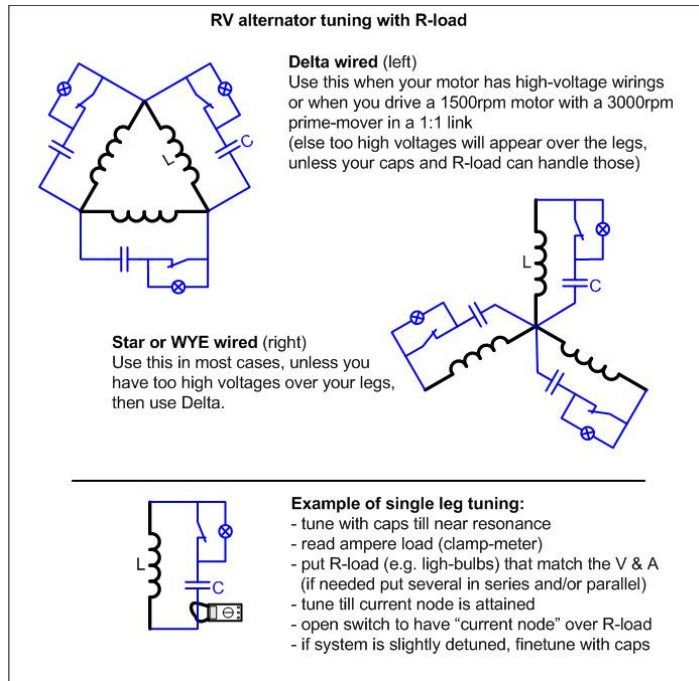 RV alternator tuning with R-load
Delta wired (left)
Use this when your motor has high-voltage wirings
or when you drive a 1500rpm motor with a 3000rpm
prime-mover in a 1:1 link
(else too high voltages will appear over the legs,
unless your caps and R-load can handle those)
L
C
L
C
Star or WYE wired (right)
Use this in most cases, unless you
have too high voltages over your legs,
then use Delta.
Example of single leg tuning:
- tune with caps till near resonance
- read ampere load (clamp-meter)
- put R-load (e.g. ligh-bulbs) that match the V & A
(if needed put several in series and/or parallel)
- tune till current node is attained
- open switch to have “current node” over R-load
- if system is slightly detuned, finetune with caps
L
C